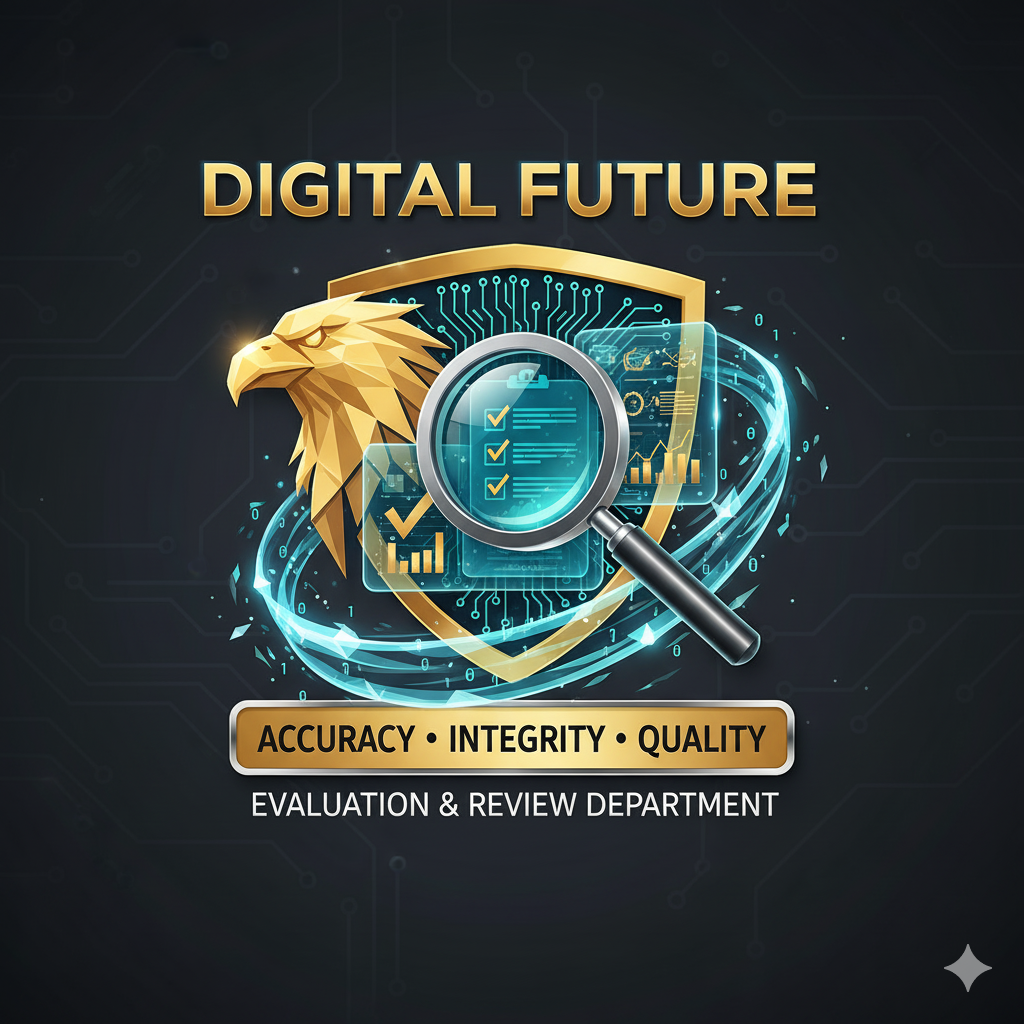 DIGITAL FUTURE
ACCURACY • INTEGRITY • QUALITY
EVALUATION & REVIEW DEPARTMENT